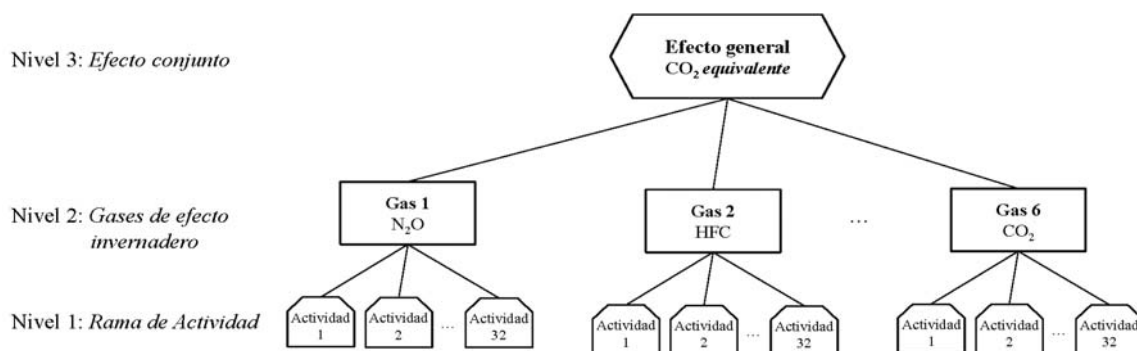 Nivel 3: Efecto conjunto
Efecto general
CO₂ equivalente
Nivel 2: Gases de efecto
invernadero
Gas 1
N₂O
Gas 2
HFC
...
Gas 6
CO₂
Nivel 1: Rama de Actividad
Actividad
1
Actividad
2
...
Actividad
32
Actividad
1
Actividad
2
...
Actividad
32
Actividad
1
Actividad
2
...
Actividad
32